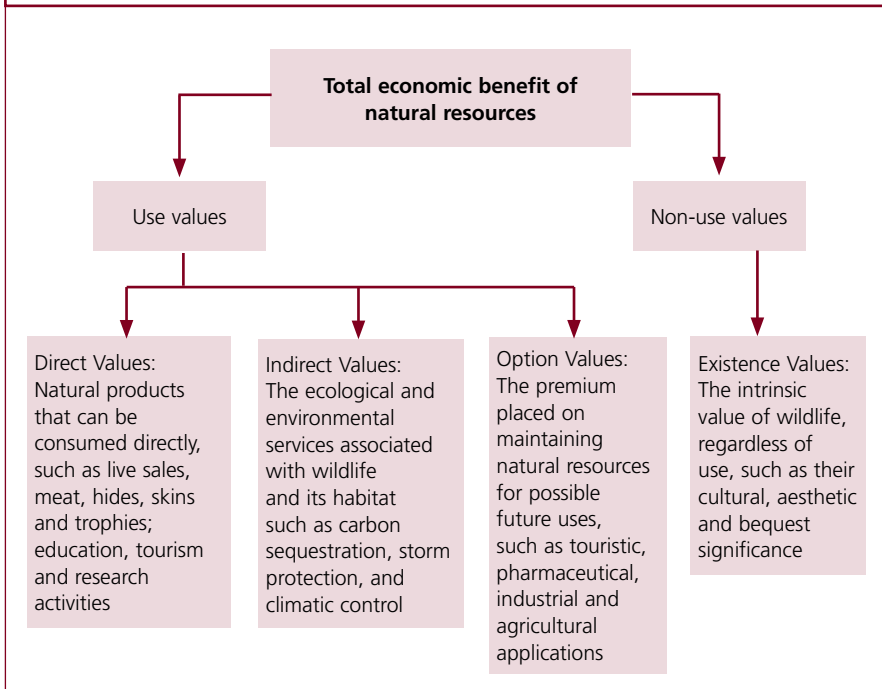 Total economic benefit of
natural resources
Use values
Non-use values
Direct Values:
Natural products
that can be
consumed directly,
such as live sales,
meat, hides, skins
and trophies;
education, tourism
and research
activities
Indirect Values:
The ecological and
environmental
services associated
with wildlife
and its habitat
such as carbon
sequestration, storm
protection, and
climatic control
Option Values:
The premium
placed on
maintaining
natural resources
for possible
future uses,
such as touristic,
pharmaceutical,
industrial and
agricultural
applications
Existence Values:
The intrinsic
value of wildlife,
regardless of
use, such as their
cultural, aesthetic
and bequest
significance